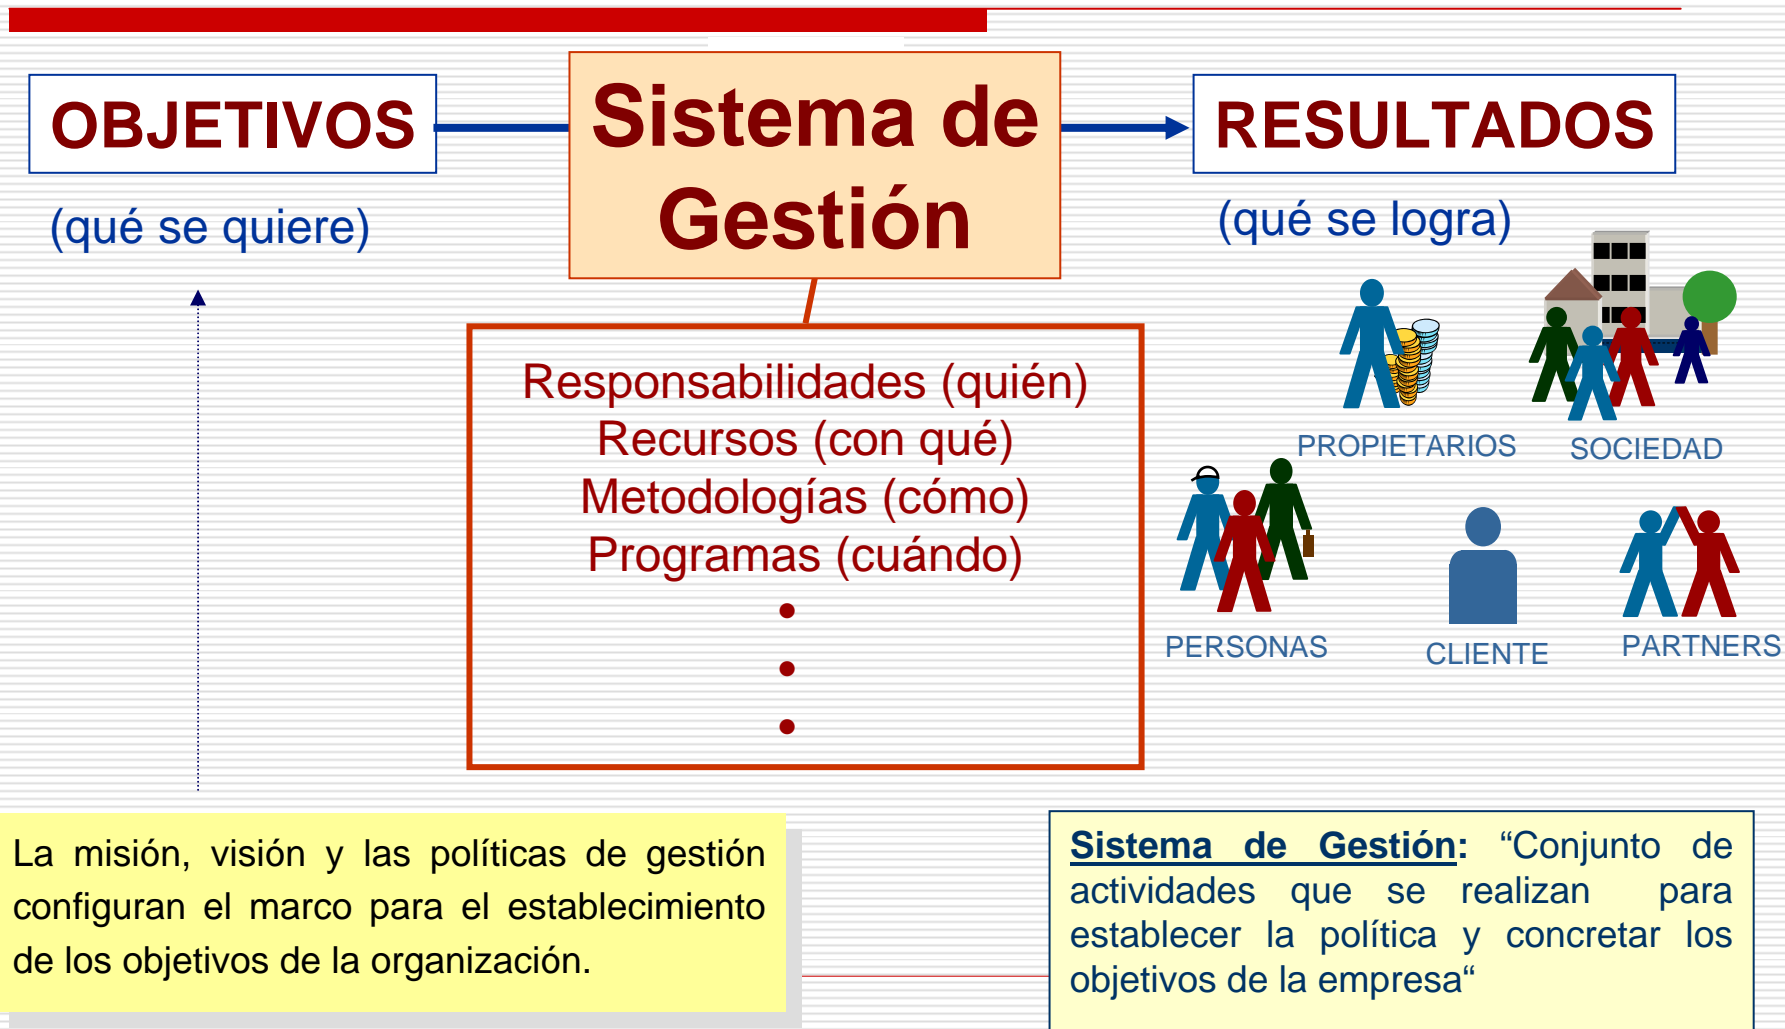 OBJETIVOS
Sistema de
Gestión
RESULTADOS
(qué se quiere)
(qué se logra)
Responsabilidades (quién)
Recursos (con qué)
Metodologías (cómo)
Programas (cuándo)
•
•
•
PROPIETARIOS
SOCIEDAD
PERSONAS
CLIENTE
PARTNERS
La misión, visión y las políticas de gestión
configuran el marco para el establecimiento
de los objetivos de la organización.
Sistema de Gestión: “Conjunto de
actividades que se realizan para
establecer la política y concretar los
objetivos de la empresa“